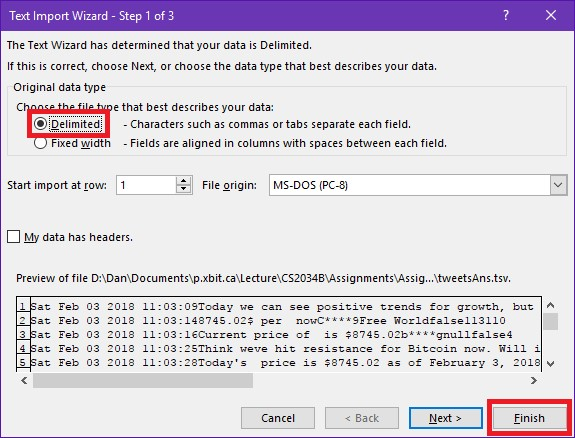 Text Import Wizard - Step 1 of 3
The Text Wizard has determined that your data is Delimited.
If this is correct, choose Next, or choose the data type that best describes your data.
Original data type
Choose the file type that best describes your data:
Delimited - Characters such as commas or tabs separate each field.
Fixed width - Fields are aligned in columns with spaces between each field.
Start import at row: 1 File origin: MS-DOS (PC-8)
My data has headers.
Preview of file D:\Dan\Documents\p.xbit.ca\Lecture\CS2034B\Assignments\Assig...\tweetsAns.tsv.
1 Sat Feb 03 2018 11:03:09Today we can see positive trends for growth, but
2 Sat Feb 03 2018 11:03:148745.02$ per  nowC****9Free Worldfalse113110
3 Sat Feb 03 2018 11:03:16Current price of  is $8745.02b****gnullfalse4
4 Sat Feb 03 2018 11:03:25Think weve hit resistance for Bitcoin now. Will i
5 Sat Feb 03 2018 11:03:28Today's  price is $8745.02 as of February 3, 2018
Cancel < Back Next > Finish